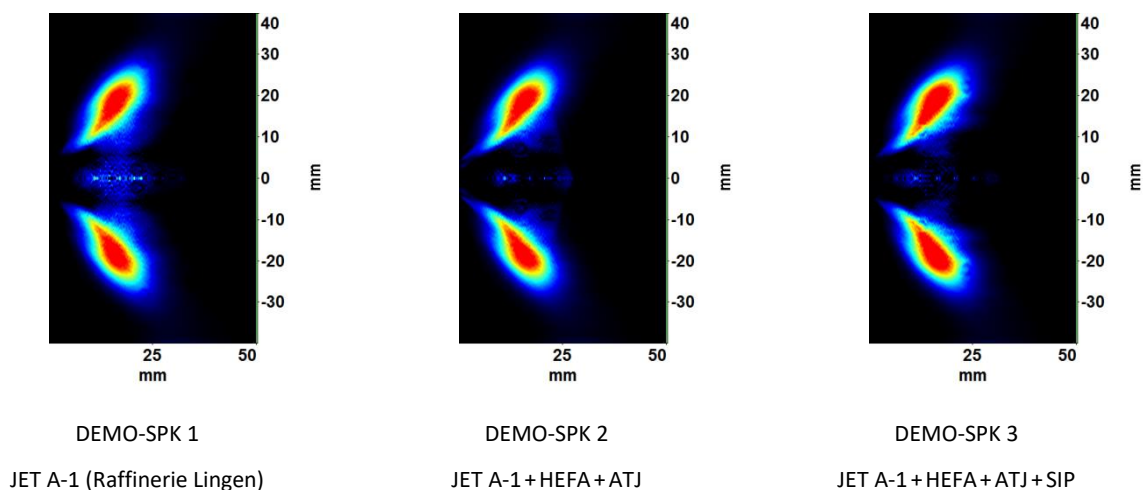 40
30
20
10
0
-10
-20
-30
mm
25 50
mm
40
30
20
10
0
-10
-20
-30
mm
25 50
mm
40
30
20
10
0
-10
-20
-30
mm
25 50
mm
DEMO-SPK 1
DEMO-SPK 2
DEMO-SPK 3
JET A-1 (Raffinerie Lingen)
JET A-1 + HEFA + ATJ
JET A-1 + HEFA + ATJ + SIP